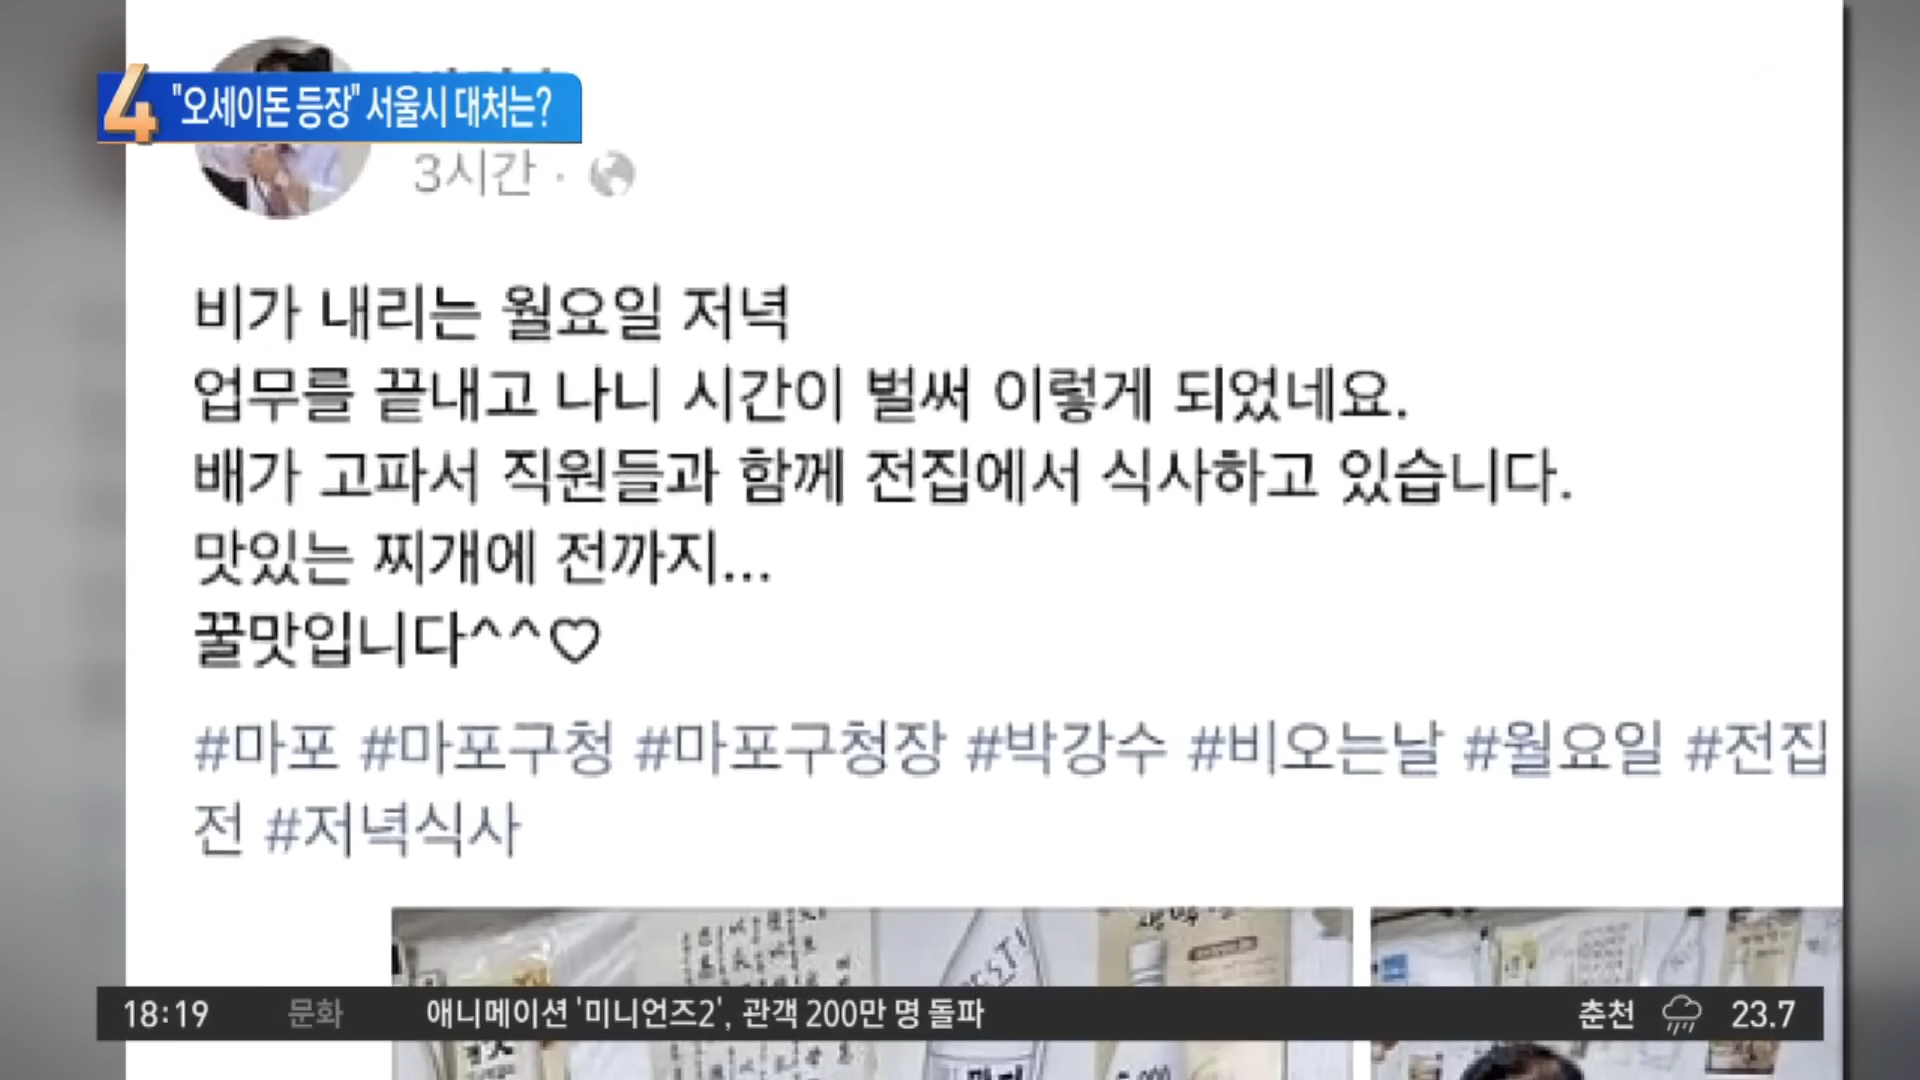 4 "오세이돈 등장" 서울시 대처는?
3시간 ·
비가 내리는 월요일 저녁
업무를 끝내고 나니 시간이 벌써 이렇게 되었네요.
배가 고파서 직원들과 함께 전집에서 식사하고 있습니다.
맛있는 찌개에 전까지...
꿀맛입니다^^♡
#마포 #마포구청 #마포구청장 #박강수 #비오는날 #월요일 #전집
전 #저녁식사
18:19 문화 애니메이션 '미니언즈2', 관객 200만 명 돌파 춘천 23.7